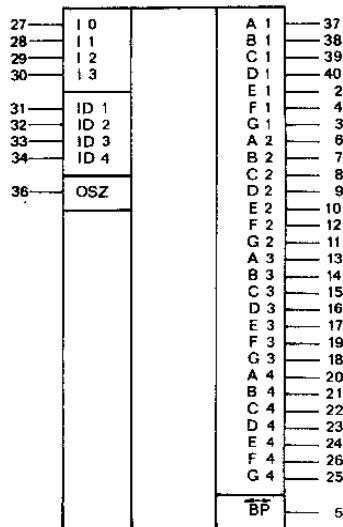 27 I 0 A 1 37
28 I 1 B 1 38
29 I 2 C 1 39
30 I 3 D 1 40
E 1 2
31 ID 1 F 1 4
32 ID 2 G 1 3
33 ID 3 A 2 6
34 ID 4 B 2 7
C 2 8
36 OSZ D 2 9
E 2 10
F 2 12
G 2 11
A 3 13
B 3 14
C 3 15
D 3 16
E 3 17
F 3 19
G 3 18
A 4 20
B 4 21
C 4 22
D 4 23
E 4 24
F 4 26
G 4 25
B̅P̅ 5